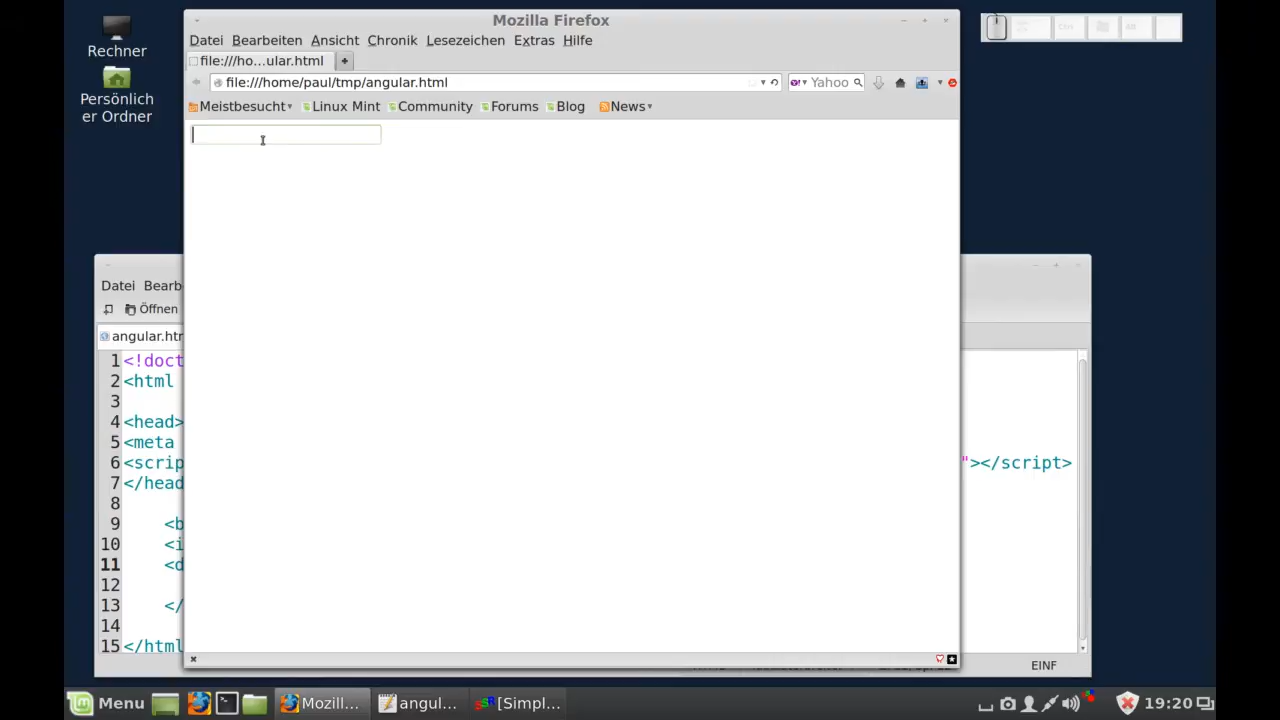 Mozilla Firefox
Rechner
Persönlich
er Ordner
Datei Bearbeiten Ansicht Chronik Lesezeichen Extras Hilfe
file:///ho...ular.html
file:///home/paul/tmp/angular.html
Yahoo
Meistbesucht Linux Mint Community Forums Blog News
Datei Bearb
Öffnen
angular.htm
1 <!doct
2 <html
3
4 <head>
5 <meta
6 <scrip "></script>
7 </head
8
9 <b
10 <i
11 <d
12
13 </
14
15 </html
EINF
Menu Mozill... angul... [Simpl... 19:20